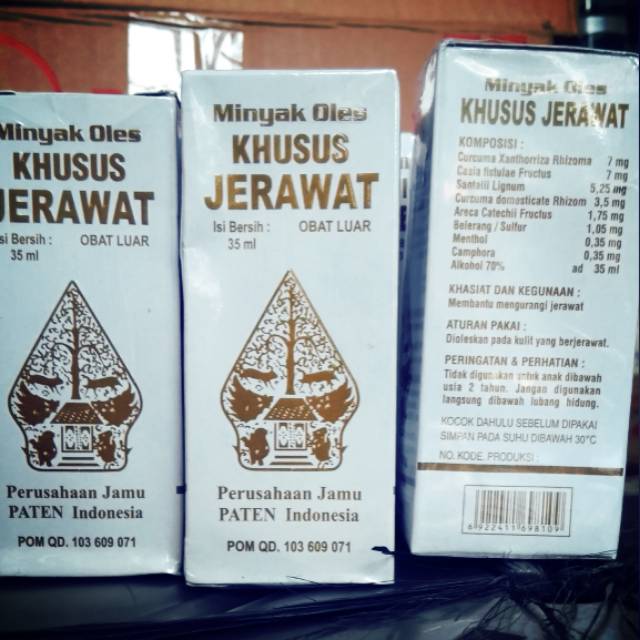 Minyak Oles
KHUSUS
JERAWAT
si Bersih : OBAT LUAR
35 ml
Perusahaan Jamu
PATEN Indonesia
POM QD. 103 609 071
Minyak Oles
KHUSUS
JERAWAT
Isi Bersih : OBAT LUAR
35 ml
Perusahaan Jamu
PATEN Indonesia
POM QD. 103 609 071
Minyak Oles
KHUSUS JERAWAT
KOMPOSISI :
Curcuma Xanthorriza Rhizoma 7 mg
Casia fistulae Fructus 7 mg
Santalil Lignum 5,25 mg
Curcuma domesticate Rhizom 3,5 mg
Areca Catechii Fructus 1,75 mg
Belerang / Sulfur 1,05 mg
Menthol 0,35 mg
Camphora 0,35 mg
Alkohol 70% ad 35 ml
KHASIAT DAN KEGUNAAN :
Membantu mengurangi jerawat
ATURAN PAKAI :
Dioleskan pada kulit yang berjerawat.
PERINGATAN & PERHATIAN :
Tidak digunakan untuk anak dibawah
usia 2 tahun. Jangan digunakan
langsung dibawah lubang hidung.
KOCOK DAHULU SEBELUM DIPAKAI
SIMPAN PADA SUHU DIBAWAH 30°C
NO. KODE. PRODUKSI :